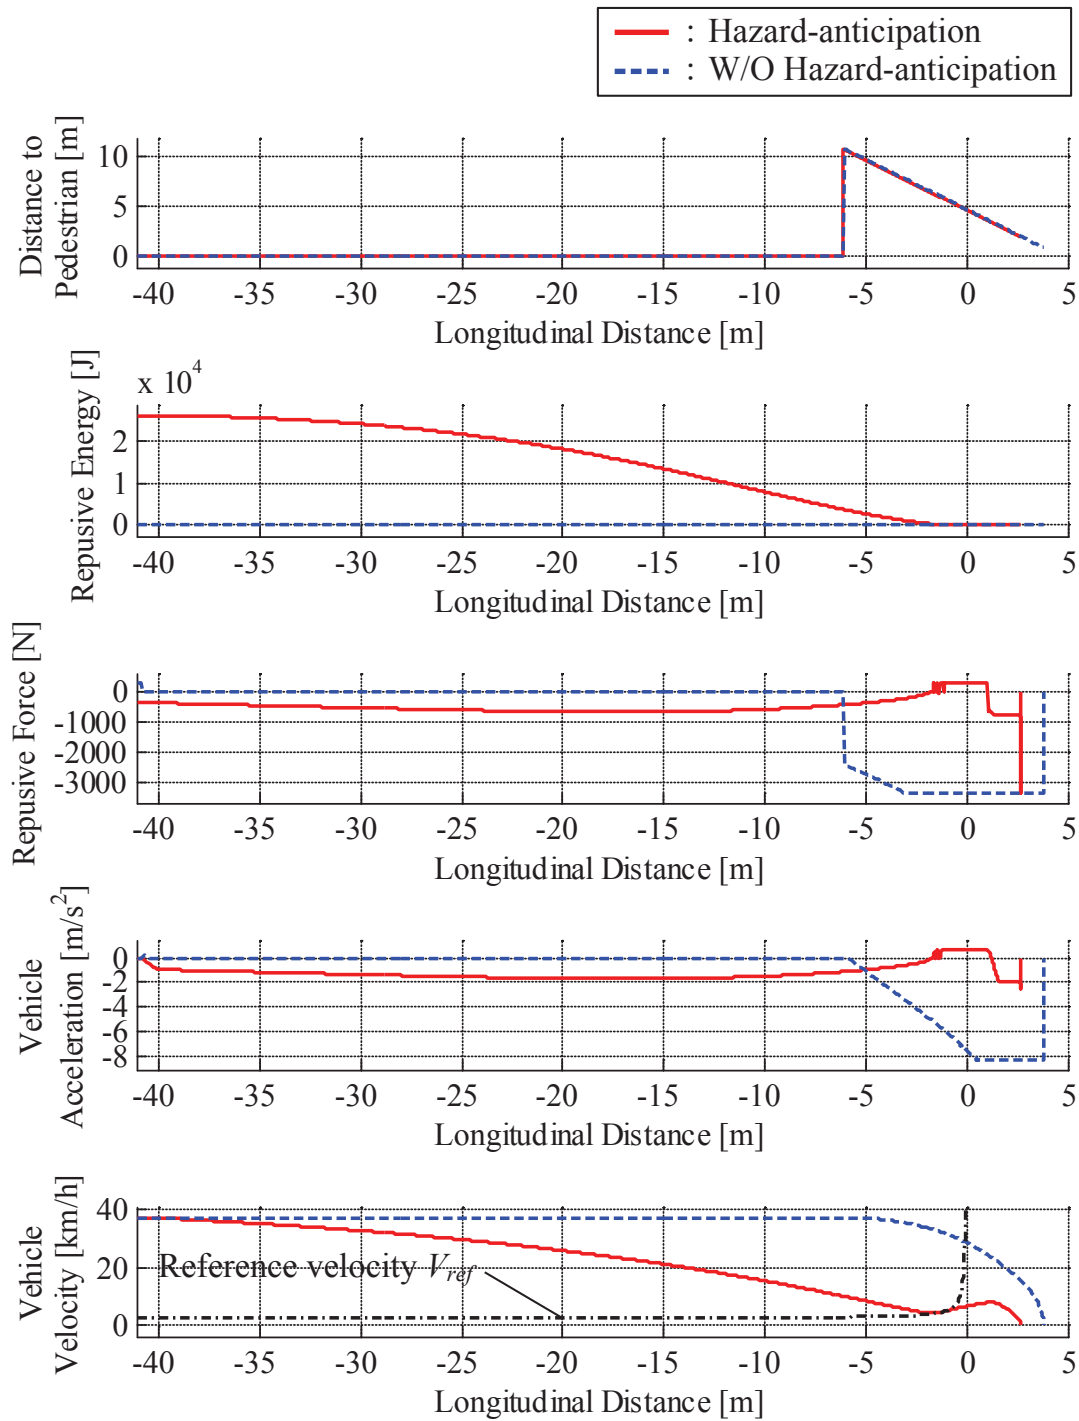 : Hazard-anticipation
: W/O Hazard-anticipation
Distance to
Pedestrian [m]
10
5
0
-40 -35 -30 -25 -20 -15 -10 -5 0 5
Longitudinal Distance [m]
Repusive Energy [J]
x 10^4
2
1
0
-40 -35 -30 -25 -20 -15 -10 -5 0 5
Longitudinal Distance [m]
Repusive Force [N]
0
-1000
-2000
-3000
-40 -35 -30 -25 -20 -15 -10 -5 0 5
Longitudinal Distance [m]
Vehicle
Acceleration [m/s²]
0
-2
-4
-6
-8
-40 -35 -30 -25 -20 -15 -10 -5 0 5
Longitudinal Distance [m]
Vehicle
Velocity [km/h]
40
20
0
Reference velocity V_ref
-40 -35 -30 -25 -20 -15 -10 -5 0 5
Longitudinal Distance [m]